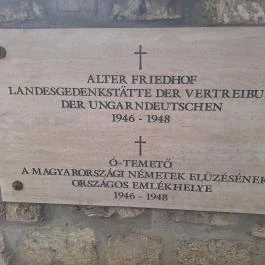 ALTER FRIEDHOF
LANDESGEDENKSTÄTTE DER VERTREIBU
DER UNGARNDEUTSCHEN
1946 - 1948
Ó-TEMETŐ
A MAGYARORSZÁGI NÉMETEK ELŰZÉSÉNEK
ORSZÁGOS EMLÉKHELYE
1946 - 1948